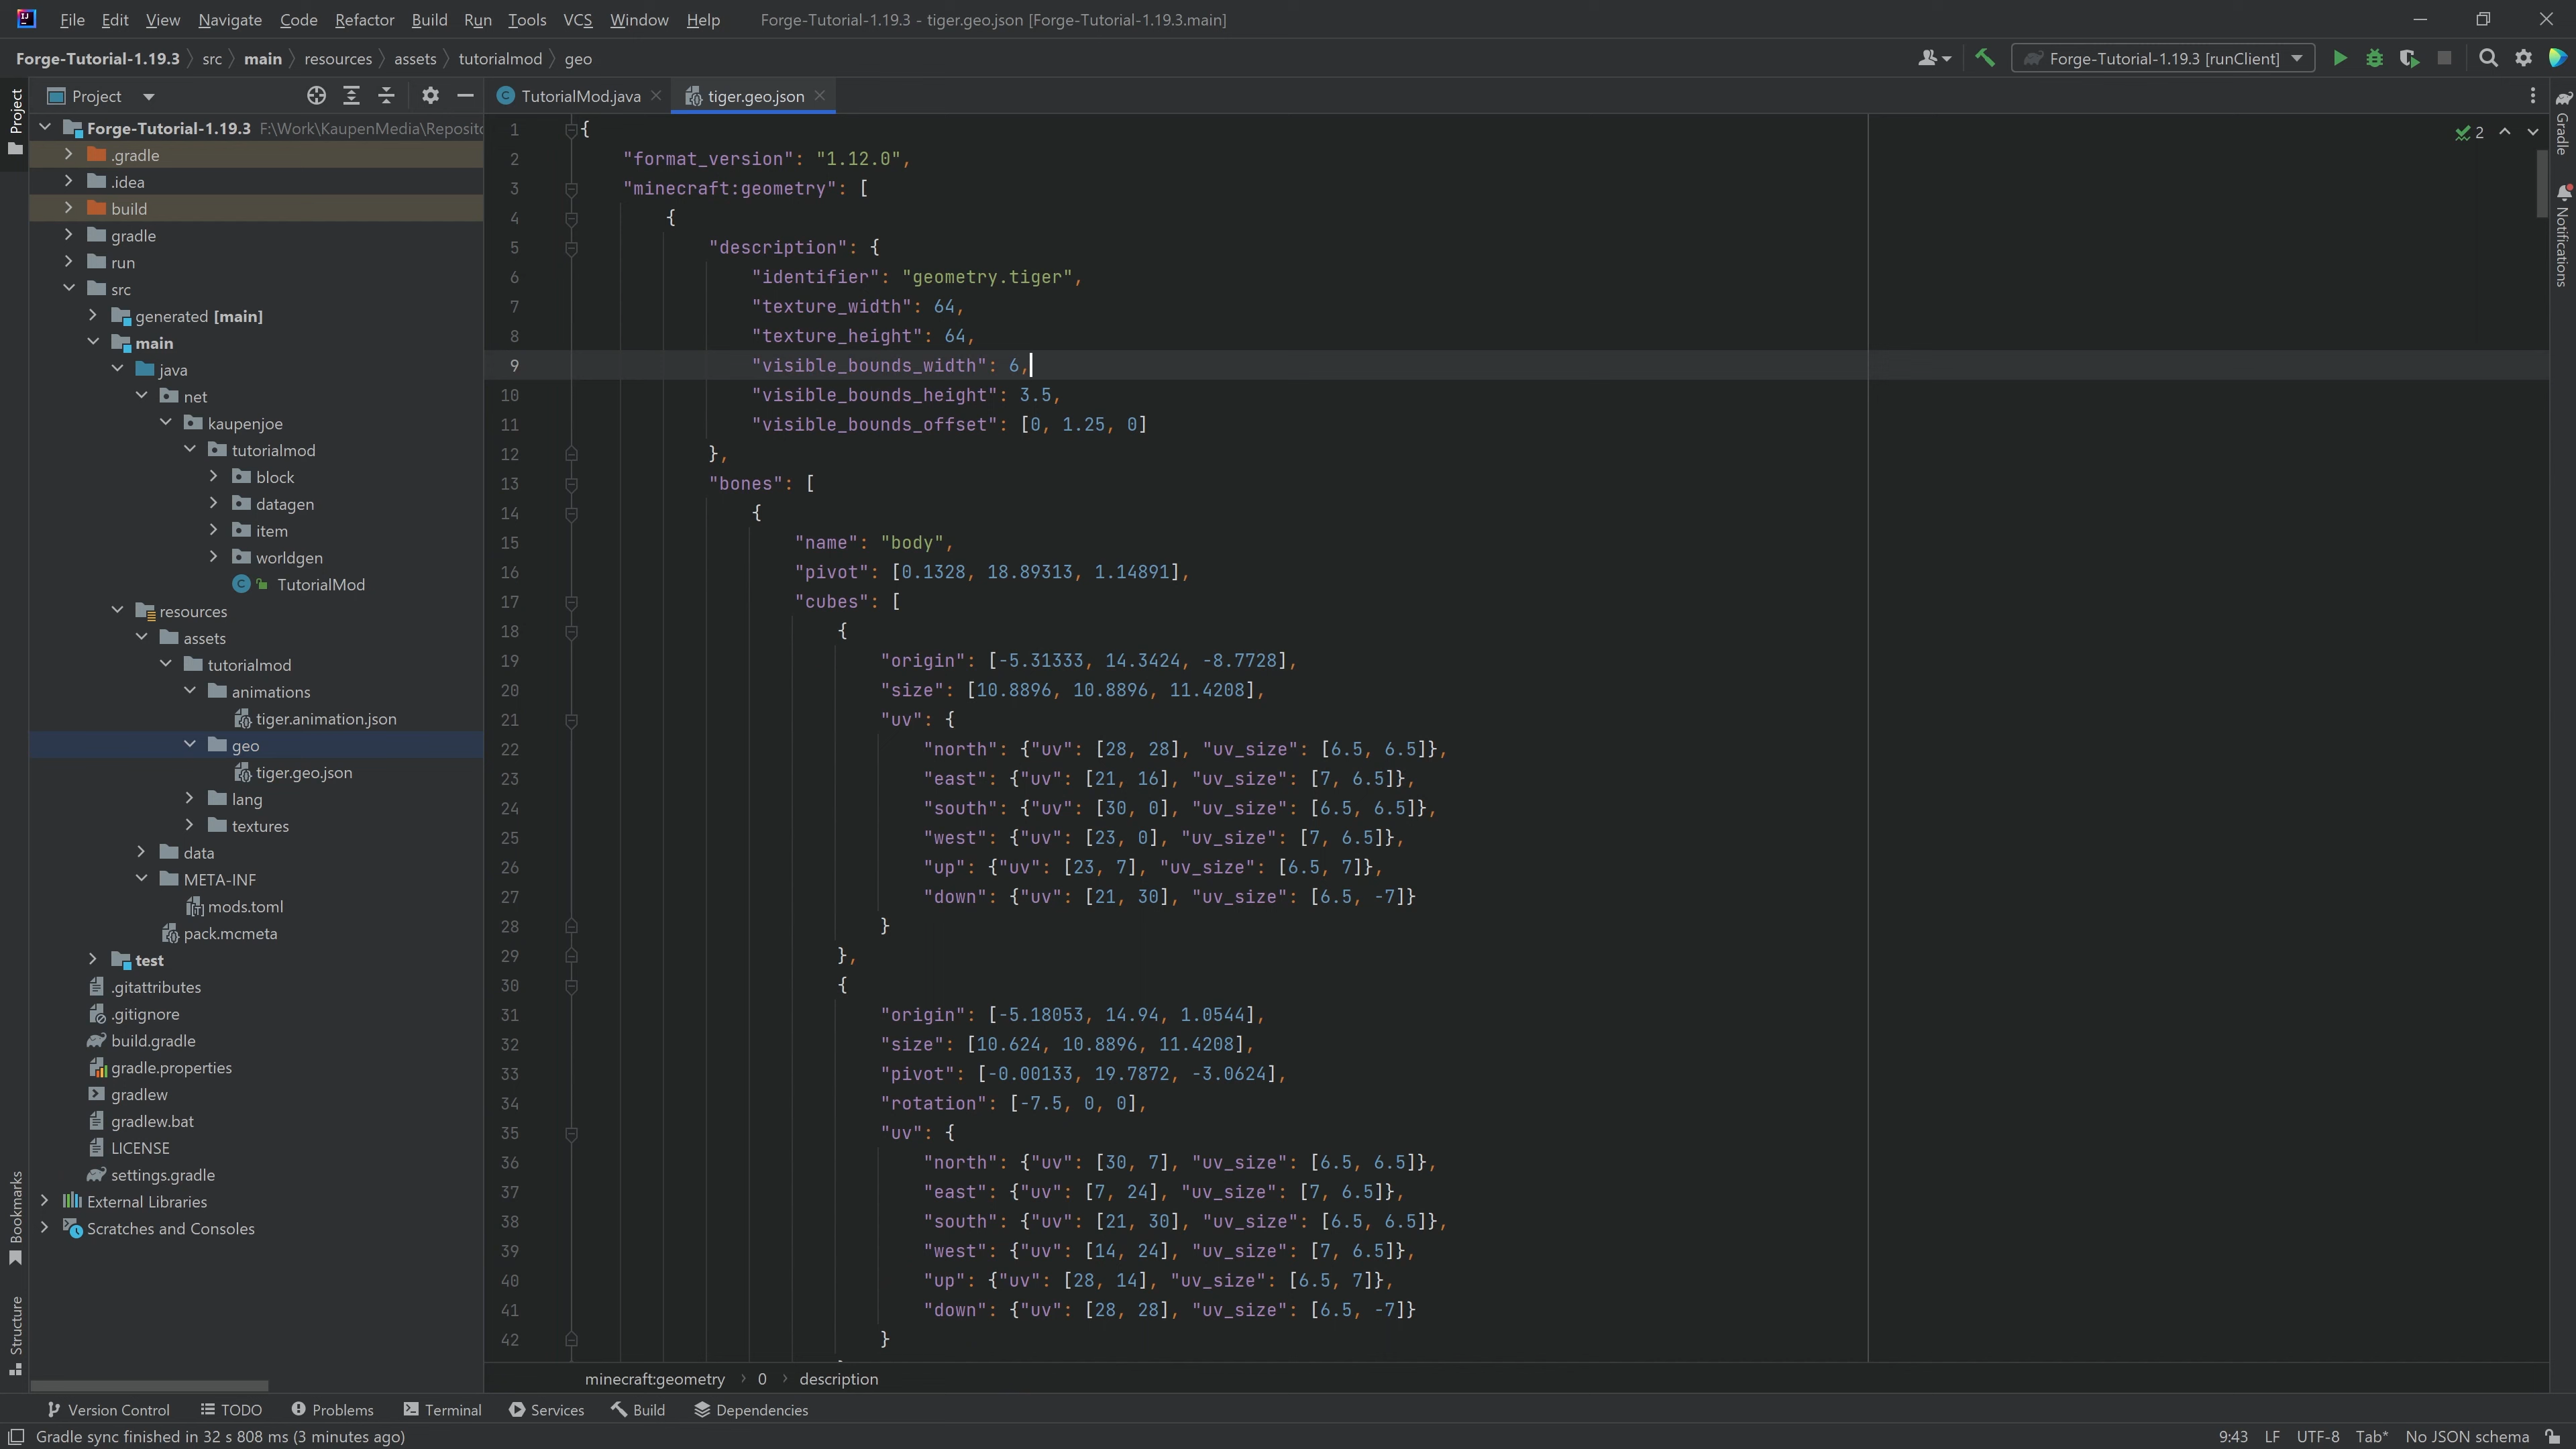 File Edit View Navigate Code Refactor Build Run Tools VCS Window Help Forge-Tutorial-1.19.3 - tiger.geo.json [Forge-Tutorial-1.19.3.main]
Forge-Tutorial-1.19.3 src main resources assets tutorialmod geo
Forge-Tutorial-1.19.3 [runClient]
Project
Project
TutorialMod.java
tiger.geo.json
Forge-Tutorial-1.19.3 F:\Work\KaupenMedia\Reposito
.gradle
.idea
build
gradle
run
src
generated [main]
main
java
net
kaupenjoe
tutorialmod
block
datagen
item
worldgen
TutorialMod
resources
assets
tutorialmod
animations
tiger.animation.json
geo
tiger.geo.json
lang
textures
data
META-INF
mods.toml
pack.mcmeta
test
.gitattributes
.gitignore
build.gradle
gradle.properties
gradlew
gradlew.bat
LICENSE
settings.gradle
External Libraries
Scratches and Consoles
Bookmarks
Structure
1 {
2 "format_version": "1.12.0",
3 "minecraft:geometry": [
4 {
5 "description": {
6 "identifier": "geometry.tiger",
7 "texture_width": 64,
8 "texture_height": 64,
9 "visible_bounds_width": 6,
10 "visible_bounds_height": 3.5,
11 "visible_bounds_offset": [0, 1.25, 0]
12 },
13 "bones": [
14 {
15 "name": "body",
16 "pivot": [0.1328, 18.89313, 1.14891],
17 "cubes": [
18 {
19 "origin": [-5.31333, 14.3424, -8.7728],
20 "size": [10.8896, 10.8896, 11.4208],
21 "uv": {
22 "north": {"uv": [28, 28], "uv_size": [6.5, 6.5]},
23 "east": {"uv": [21, 16], "uv_size": [7, 6.5]},
24 "south": {"uv": [30, 0], "uv_size": [6.5, 6.5]},
25 "west": {"uv": [23, 0], "uv_size": [7, 6.5]},
26 "up": {"uv": [23, 7], "uv_size": [6.5, 7]},
27 "down": {"uv": [21, 30], "uv_size": [6.5, -7]}
28 }
29 },
30 {
31 "origin": [-5.18053, 14.94, 1.0544],
32 "size": [10.624, 10.8896, 11.4208],
33 "pivot": [-0.00133, 19.7872, -3.0624],
34 "rotation": [-7.5, 0, 0],
35 "uv": {
36 "north": {"uv": [30, 7], "uv_size": [6.5, 6.5]},
37 "east": {"uv": [7, 24], "uv_size": [7, 6.5]},
38 "south": {"uv": [21, 30], "uv_size": [6.5, 6.5]},
39 "west": {"uv": [14, 24], "uv_size": [7, 6.5]},
40 "up": {"uv": [28, 14], "uv_size": [6.5, 7]},
41 "down": {"uv": [28, 28], "uv_size": [6.5, -7]}
42 }
2
Gradle
Notifications
minecraft:geometry 0 description
Version Control TODO Problems Terminal Services Build Dependencies
Gradle sync finished in 32 s 808 ms (3 minutes ago)
9:43 LF UTF-8 Tab* No JSON schema